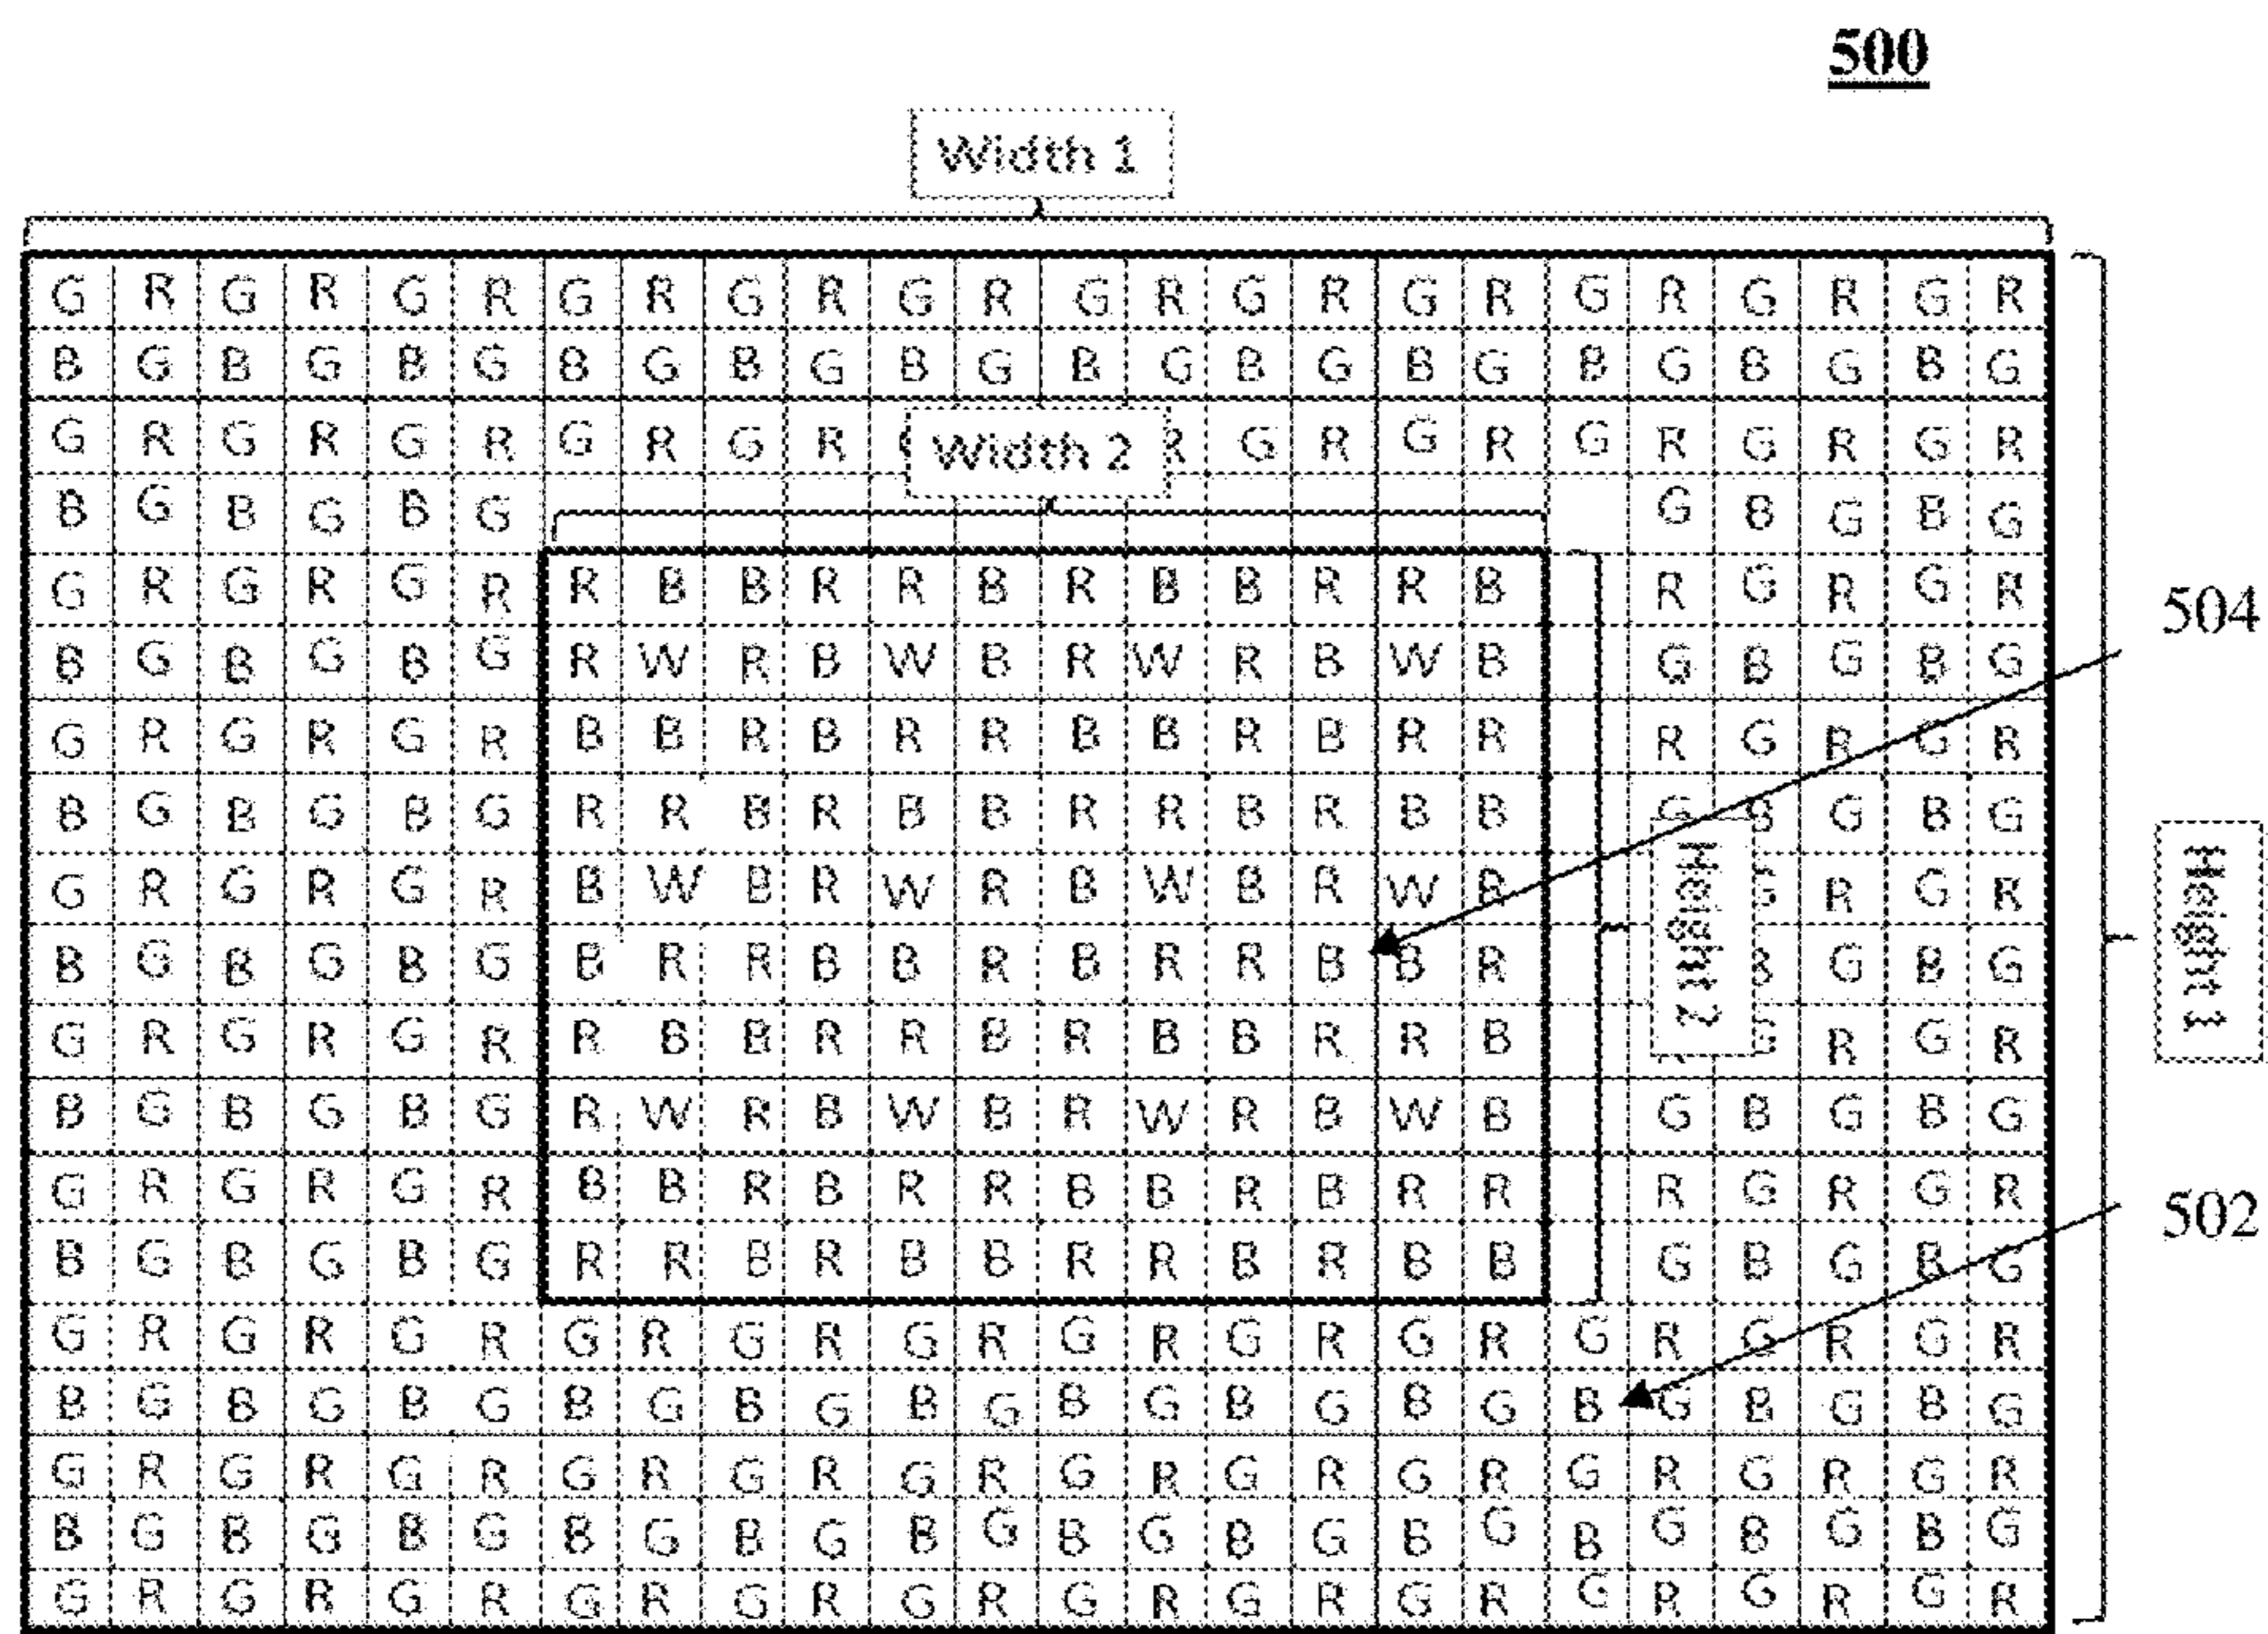 500
Width 1
G R G R G R G R G R G R G R G R G R G R G R G R
B G B G B G B G B G B G B G B G B G B G B G B G
G R G R G R G R G R R G R G R G R G R G R
Width 2
B G B G B G G B G B G
G R G R G R R B B R R B R B B R R B R G R G R
504
B G B G B G R W R B W B R W R B W B G B G B G
G R G R G R B B R B R R B B R B R R R G R G R
B G B G B G R R B R B B R R B R B B G B G B G
G R G R G R B W B R W R B W B R W R G R G R
Height 2
Height 1
B G B G B G B R R B B R B R R B B R B G B G
G R G R G R R B B R R B R B B R R B G R G R
B G B G B G R W R B W B R W R B W B G B G B G
G R G R G R B B R B R R B B R B R R R G R G R
502
B G B G B G R R B R B B R R B R B B G B G B G
G R G R G R G R G R G R G R G R G R G R G R G R
B G B G B G B G B G B G B G B G B G B G B G B G
G R G R G R G R G R G R G R G R G R G R G R G R
B G B G B G B G B G B G B G B G B G B G B G B G
G R G R G R G R G R G R G R G R G R G R G R G R